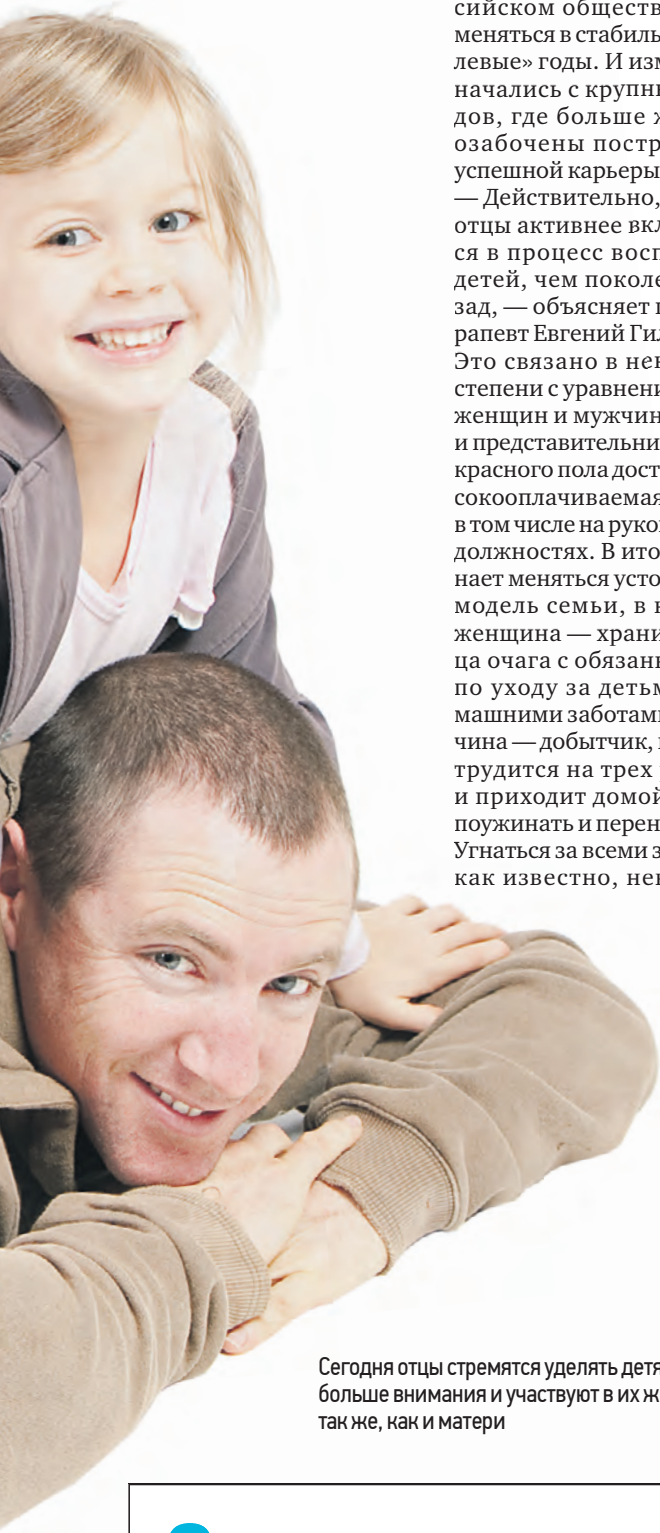 сийском обществ
меняться в стабиль
левые» годы. И изм
начались с крупн
дов, где больше ж
озабочены постр
успешной карьеры
— Действительно,
отцы активнее вкл
ся в процесс восп
детей, чем поколе
зад, — объясняет
рапевт Евгений Гил
Это связано в не
степени с уравнени
женщин и мужчин
и представительни
красного пола дост
сокооплачиваемая
в том числе на руко
должностях. В ито
нает меняться усто
модель семьи, в
женщина — храни
ца очага с обязан
по уходу за деть
машними заботам
чина — добытчик,
трудится на трех
и приходит домой
поужинать и перен
Угнаться за всеми з
как известно, не
Сегодня отцы стремятся уделять детя
больше внимания и участвуют в их ж
так же, как и матери